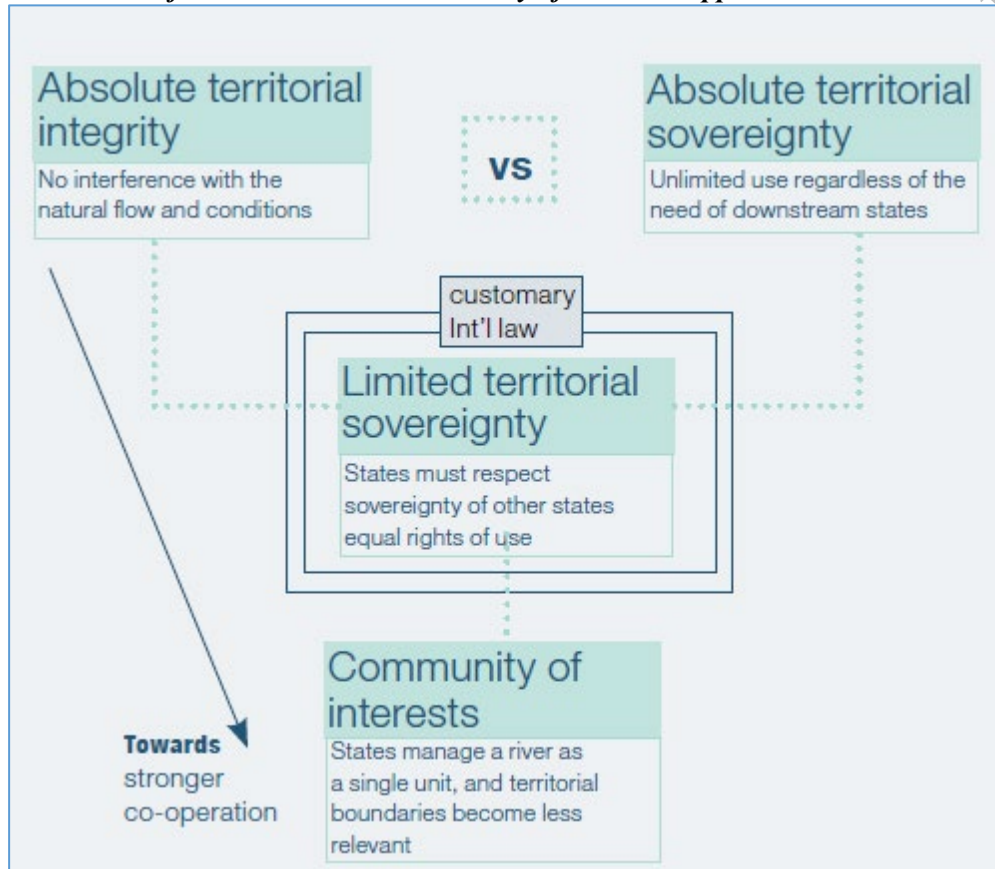 Absolute territorial
integrity
No interference with the
natural flow and conditions
vs
Absolute territorial
sovereignty
Unlimited use regardless of the
need of downstream states
customary
Int'l law
Limited territorial
sovereignty
States must respect
sovereignty of other states
equal rights of use
Community of
interests
States manage a river as
a single unit, and territorial
boundaries become less
relevant
Towards
stronger
co-operation